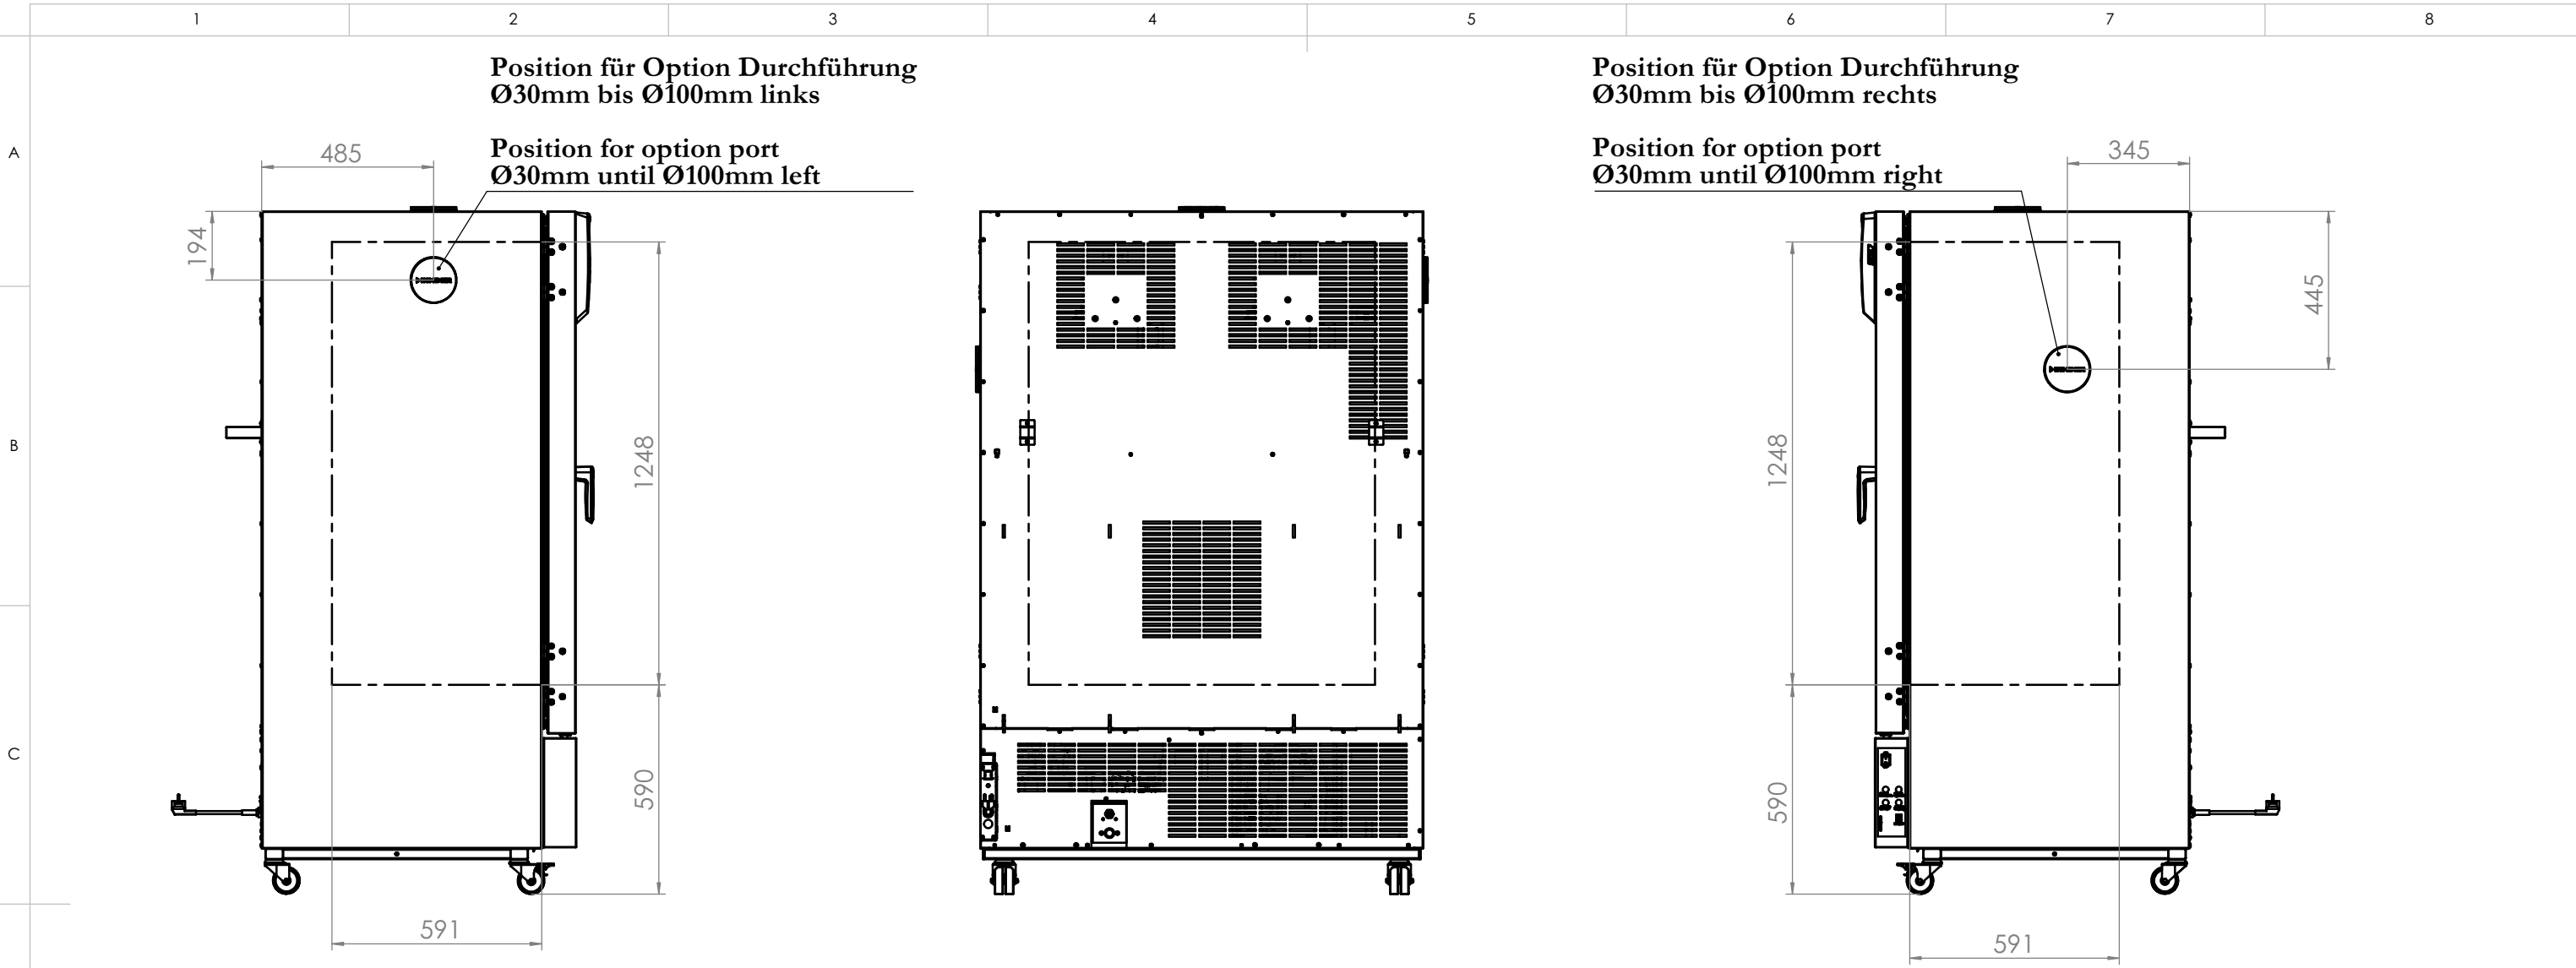 1 2 3 4 5 6 7 8
Position für Option Durchführung
Ø30mm bis Ø100mm links
Position for option port
Ø30mm until Ø100mm left
Position für Option Durchführung
Ø30mm bis Ø100mm rechts
Position for option port
Ø30mm until Ø100mm right
A
B
C
485
194
1248
590
591
345
445
1248
590
591